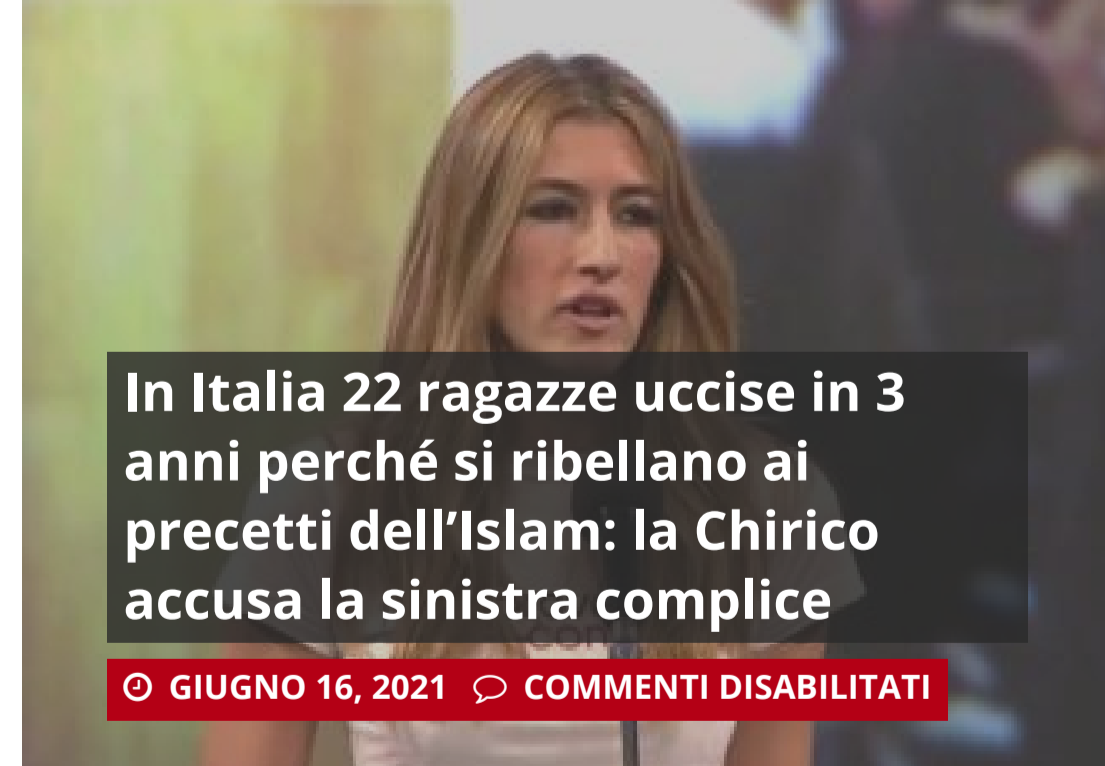 In Italia 22 ragazze uccise in 3
anni perché si ribellano ai
precetti dell’Islam: la Chirico
accusa la sinistra complice
GIUGNO 16, 2021 COMMENTI DISABILITATI